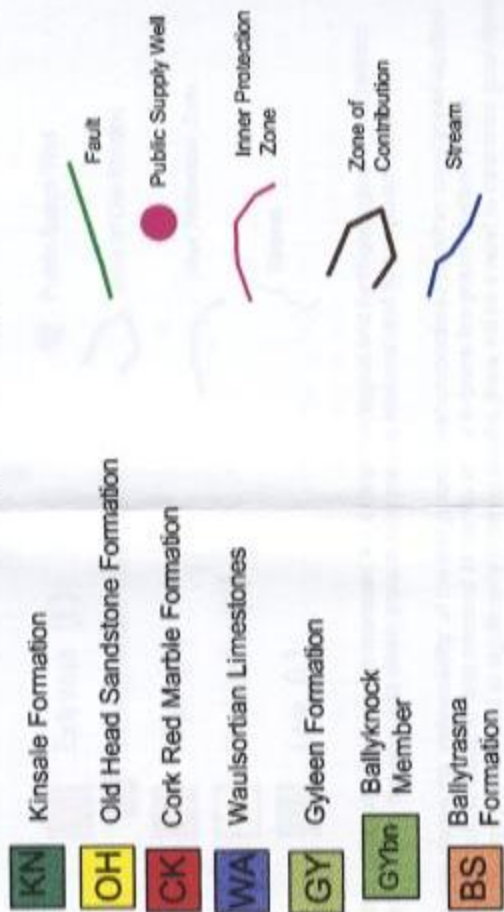 KN
Kinsale Formation
OH
Old Head Sandstone Formation
CK
Cork Red Marble Formation
WA
Waulsortian Limestones
GY
Gyleen Formation
GYbn
Ballyknock
Member
BS
Ballytrasna
Formation
Fault
Public Supply Well
Inner Protection
Zone
Zone of
Contribution
Stream